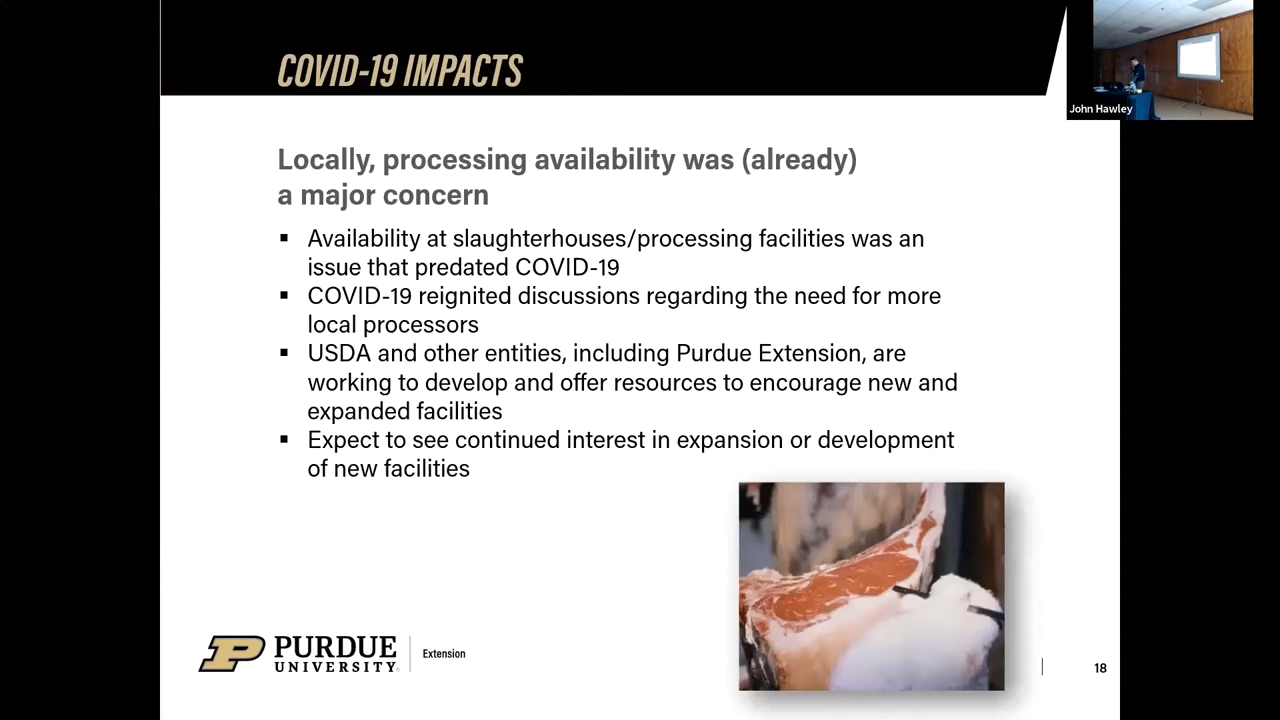 COVID-19 IMPACTS
John Hawley
Locally, processing availability was (already)
a major concern
▪ Availability at slaughterhouses/processing facilities was an
issue that predated COVID-19
▪ COVID-19 reignited discussions regarding the need for more
local processors
▪ USDA and other entities, including Purdue Extension, are
working to develop and offer resources to encourage new and
expanded facilities
▪ Expect to see continued interest in expansion or development
of new facilities
P PURDUE
UNIVERSITY®
Extension
18